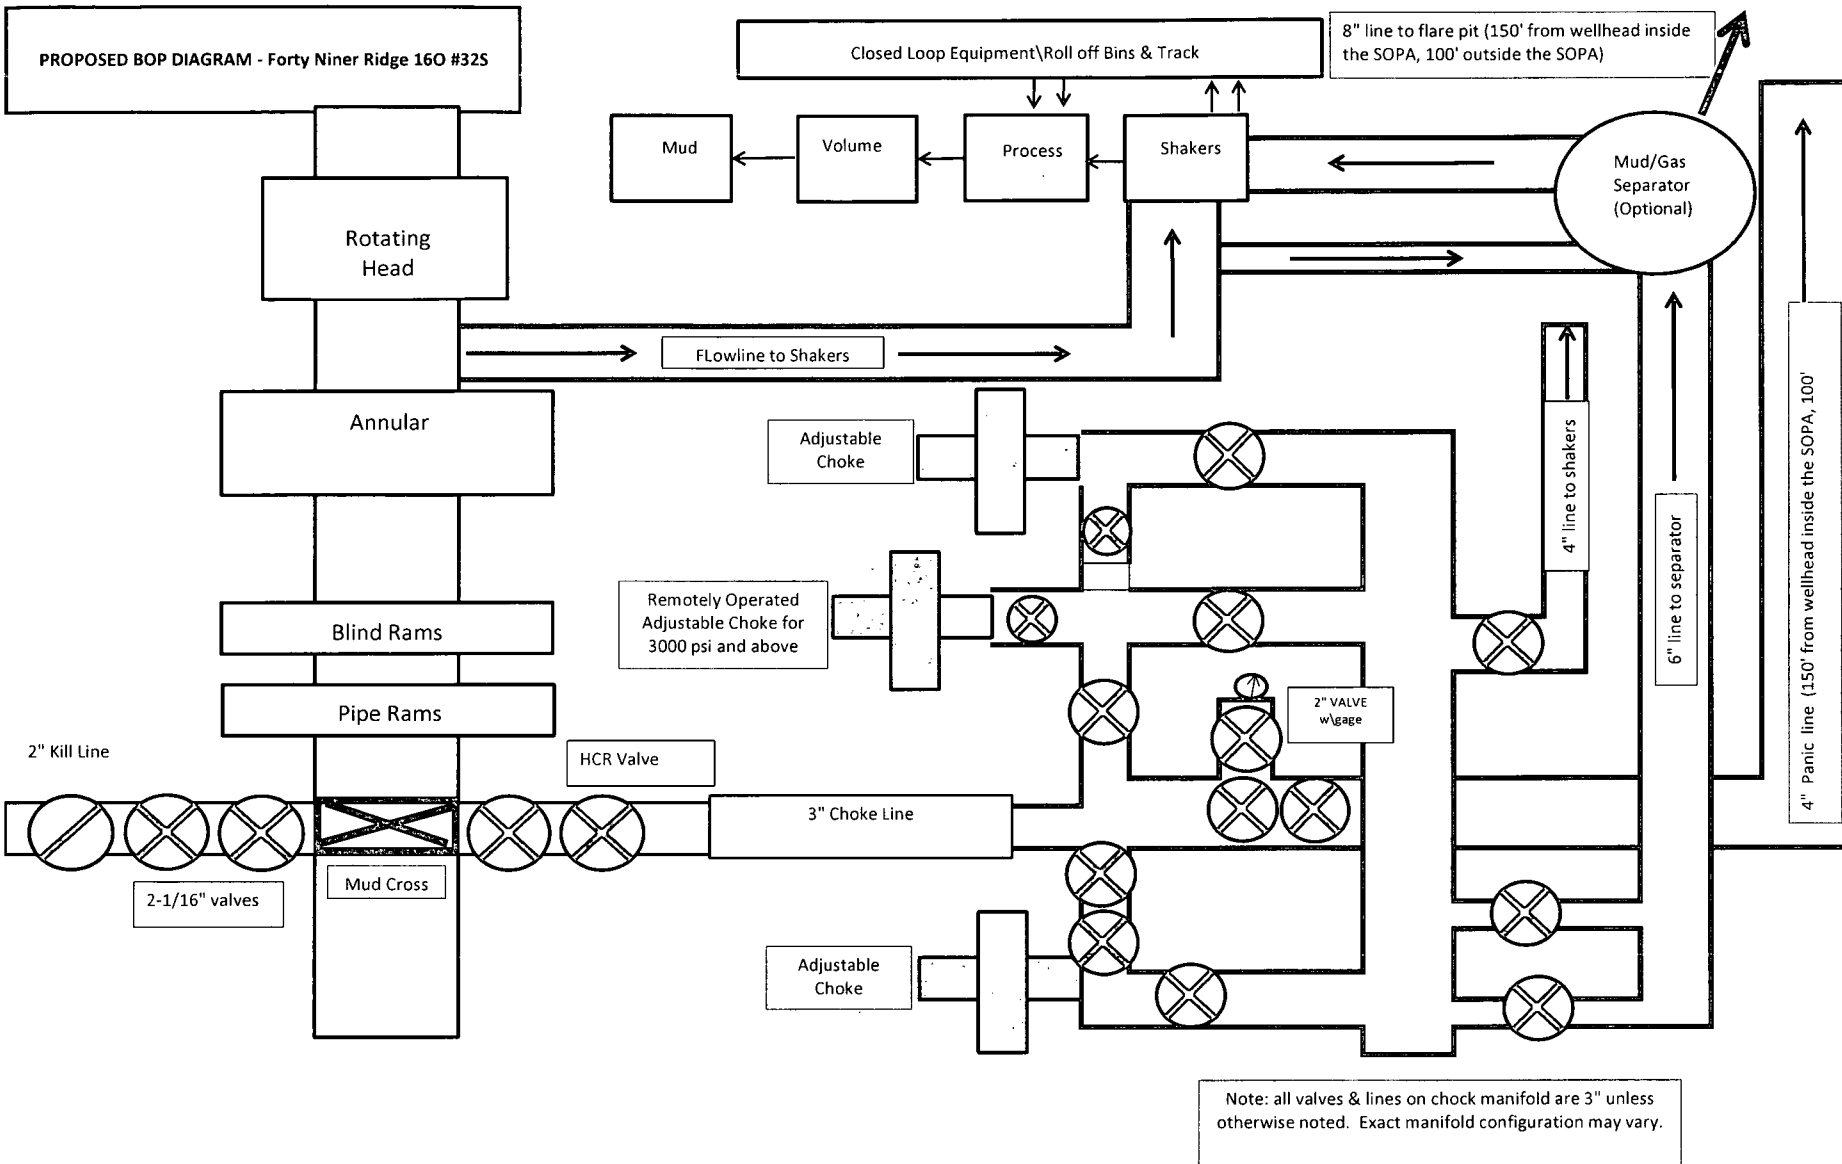 PROPOSED BOP DIAGRAM - Forty Niner Ridge 16O #32S
Closed Loop Equipment\Roll off Bins & Track
8" line to flare pit (150' from wellhead inside
the SOPA, 100' outside the SOPA)
Mud
Volume
Process
Shakers
Mud/Gas
Separator
(Optional)
Rotating
Head
FLowline to Shakers
Annular
Adjustable
Choke
4" line to shakers
6" line to separator
4" Panic line (150' from wellhead inside the SOPA, 100'
Remotely Operated
Adjustable Choke for
3000 psi and above
Blind Rams
Pipe Rams
2" VALVE
w\gage
2" Kill Line
HCR Valve
3" Choke Line
2-1/16" valves
Mud Cross
Adjustable
Choke
Note: all valves & lines on chock manifold are 3" unless
otherwise noted. Exact manifold configuration may vary.